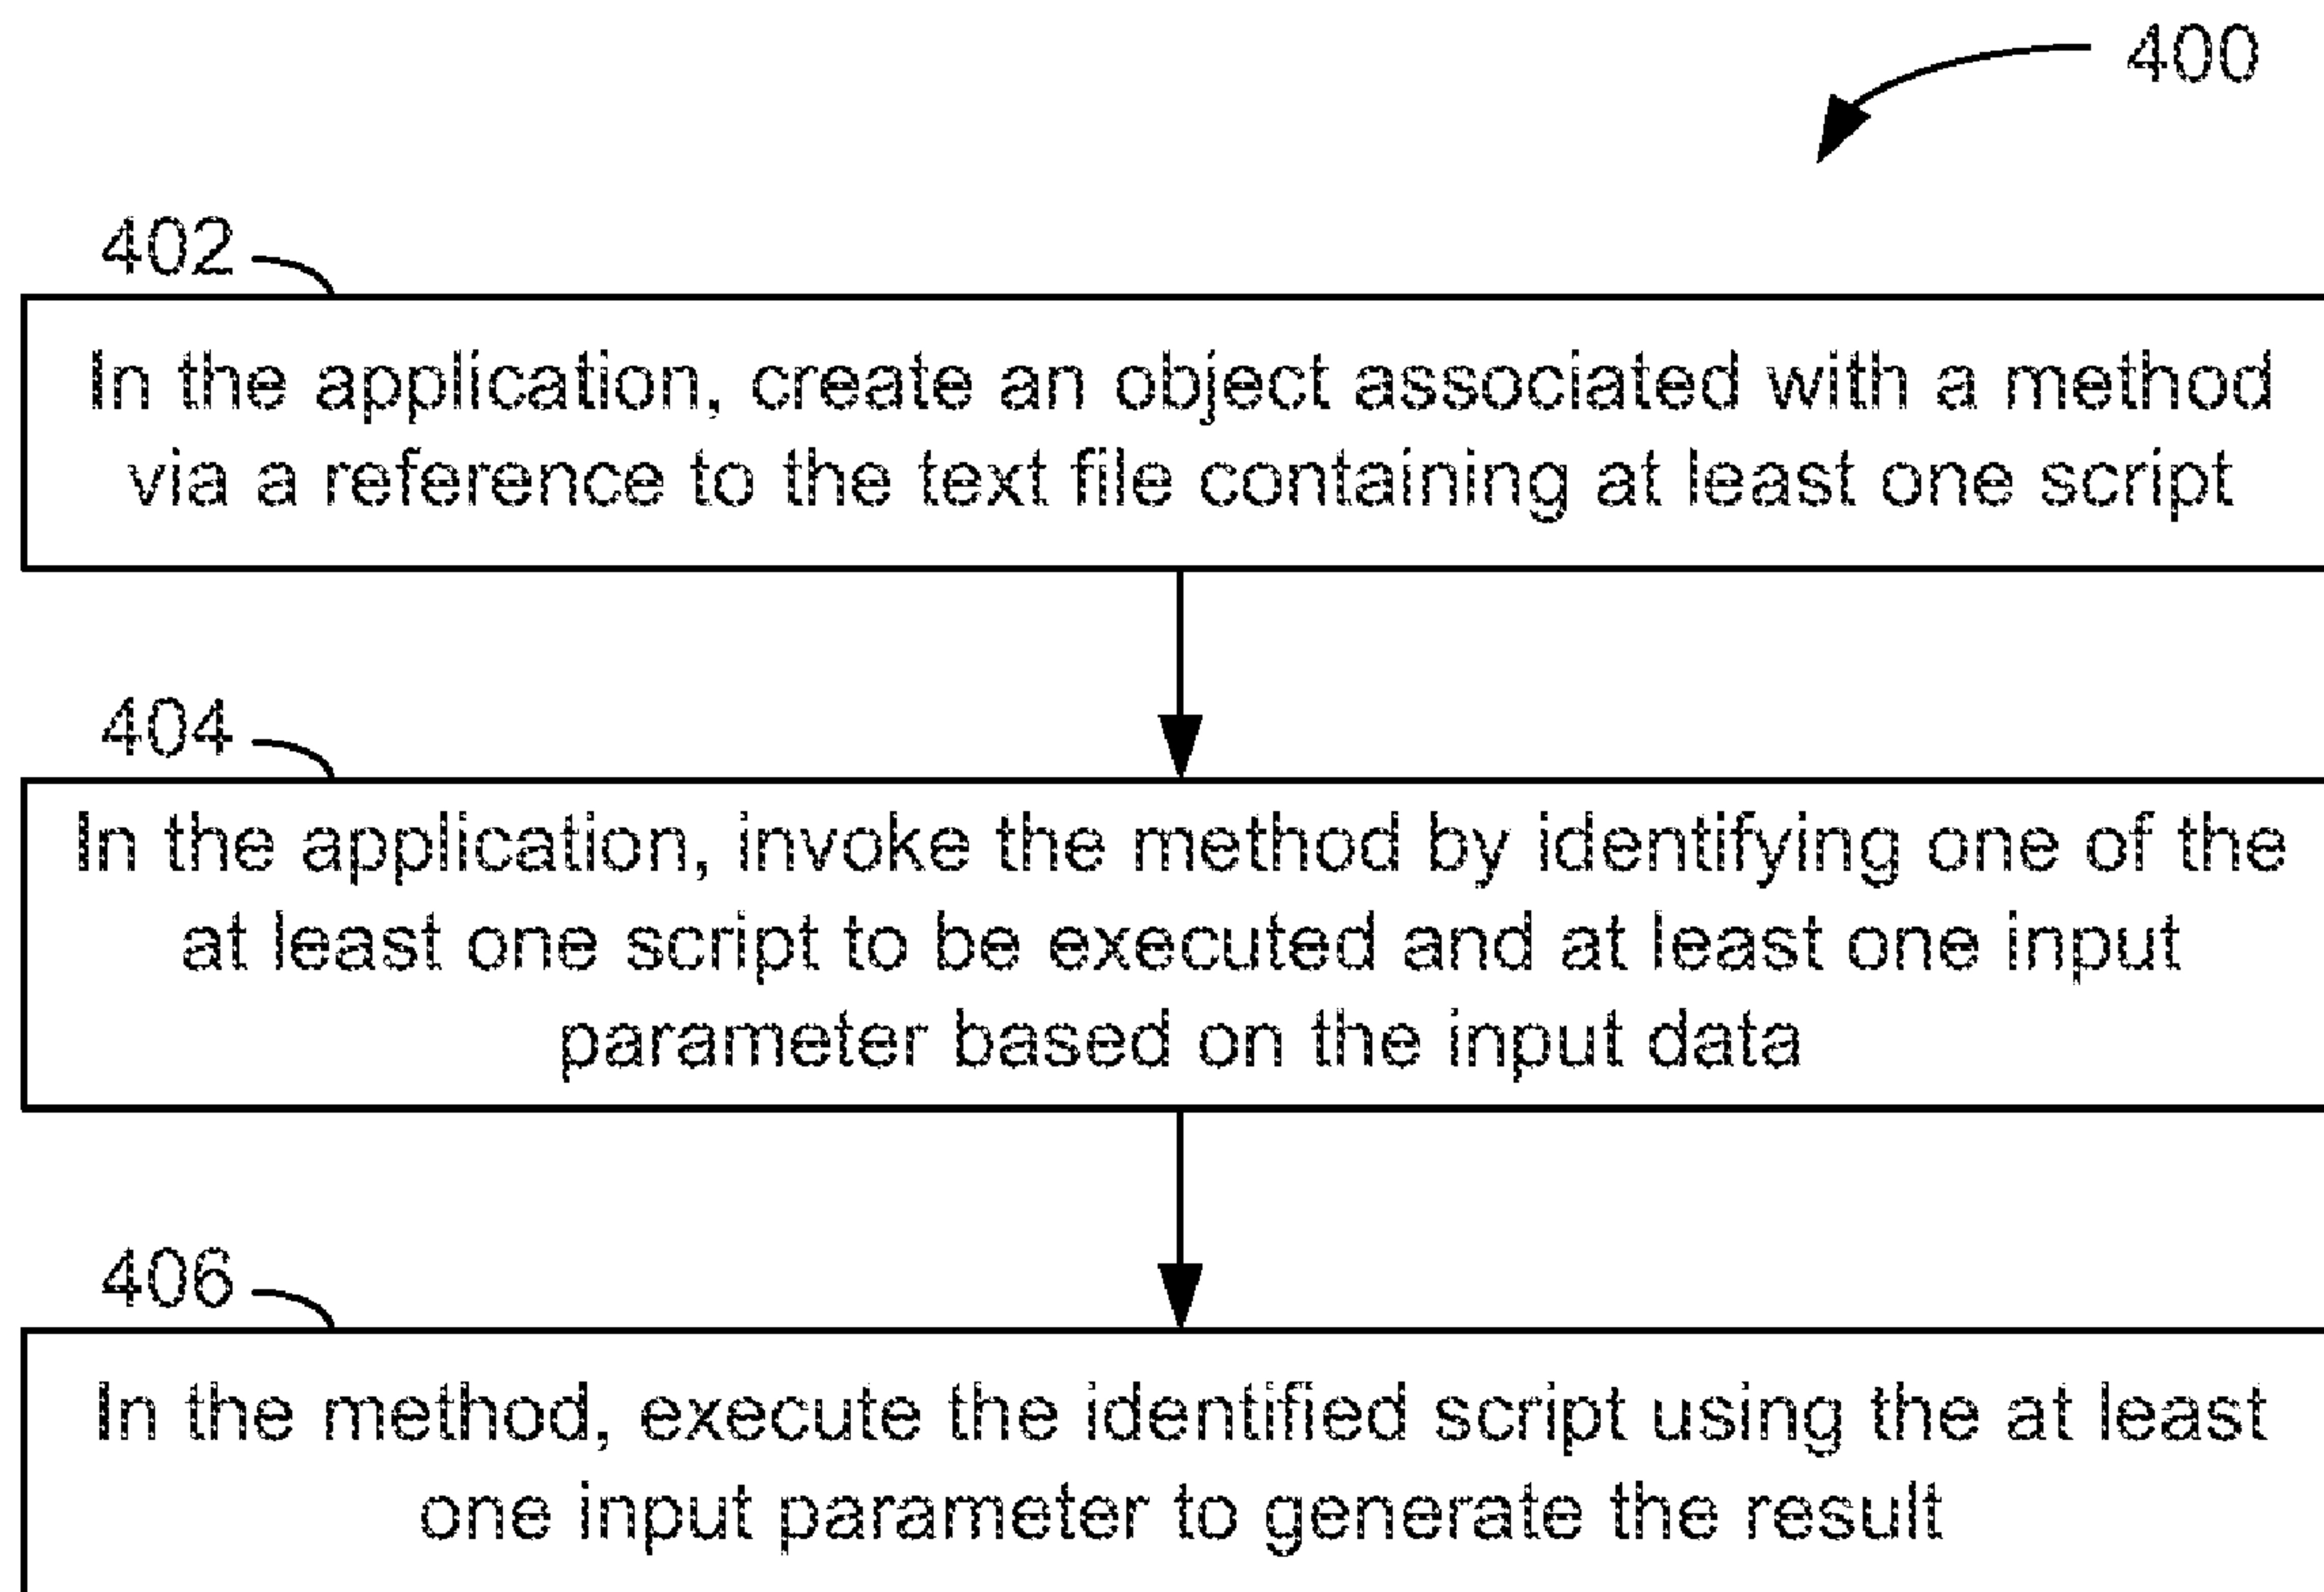 400
402
In the application, create an object associated with a method
via a reference to the text file containing at least one script
404
In the application, invoke the method by identifying one of the
at least one script to be executed and at least one input
parameter based on the input data
406
In the method, execute the identified script using the at least
one input parameter to generate the result